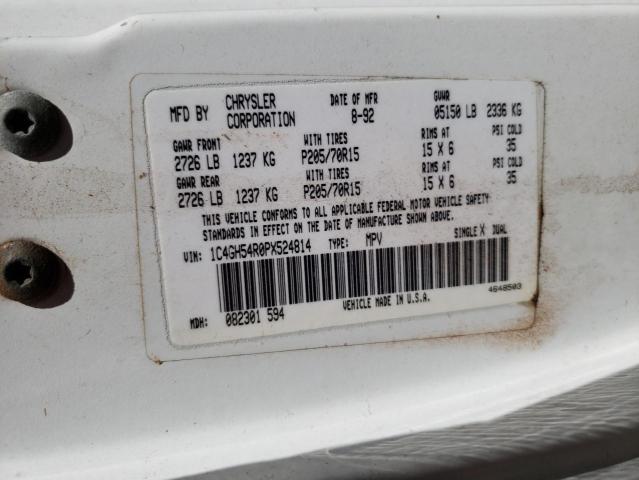 MFD BY CHRYSLER CORPORATION DATE OF MFR 8-92 GVWR 05150 LB 2336 KG
GAWR FRONT WITH TIRES RIMS AT PSI COLD
2726 LB 1237 KG P205/70R15 15 X 6 35
GAWR REAR WITH TIRES RIMS AT PSI COLD
2726 LB 1237 KG P205/70R15 15 X 6 35
THIS VEHICLE CONFORMS TO ALL APPLICABLE FEDERAL MOTOR VEHICLE SAFETY
STANDARDS IN EFFECT ON THE DATE OF MANUFACTURE SHOWN ABOVE.
VIN: 1C4GH54R0PX524814 TYPE: MPV SINGLE X DUAL
MDH: 082301 594 VEHICLE MADE IN U.S.A. 4648503